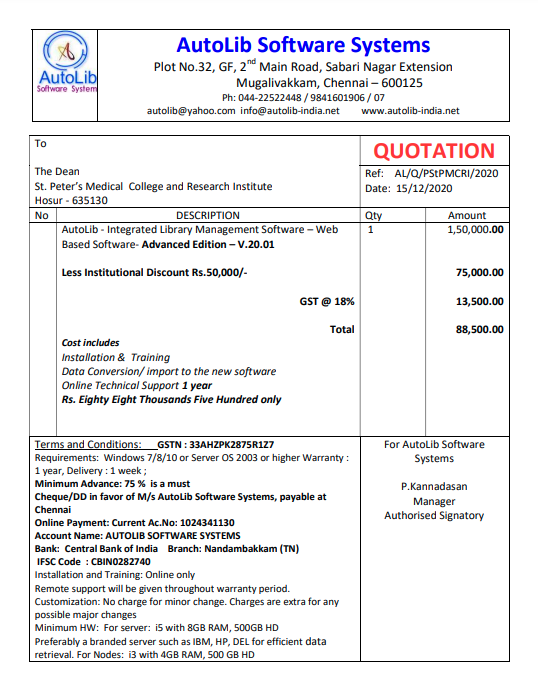 AutoLib
Software System
AutoLib Software Systems
Plot No.32, GF, 2nd Main Road, Sabari Nagar Extension
Mugalivakkam, Chennai – 600125
Ph: 044-22522448 / 9841601906 / 07
autolib@yahoo.com info@autolib-india.net www.autolib-india.net
To
The Dean
St. Peter's Medical College and Research Institute
Hosur - 635130
QUOTATION
Ref: AL/Q/PStPMCRI/2020
Date: 15/12/2020
No DESCRIPTION Qty Amount
AutoLib - Integrated Library Management Software – Web 1 1,50,000.00
Based Software- Advanced Edition – V.20.01
Less Institutional Discount Rs.50,000/- 75,000.00
GST @ 18% 13,500.00
Total 88,500.00
Cost includes
Installation & Training
Data Conversion/ import to the new software
Online Technical Support 1 year
Rs. Eighty Eight Thousands Five Hundred only
Terms and Conditions: GSTN : 33AHZPK2875R1Z7
Requirements: Windows 7/8/10 or Server OS 2003 or higher Warranty :
1 year, Delivery : 1 week ;
Minimum Advance: 75 % is a must
Cheque/DD in favor of M/s AutoLib Software Systems, payable at
Chennai
Online Payment: Current Ac.No: 1024341130
Account Name: AUTOLIB SOFTWARE SYSTEMS
Bank: Central Bank of India Branch: Nandambakkam (TN)
IFSC Code : CBIN0282740
Installation and Training: Online only
Remote support will be given throughout warranty period.
Customization: No charge for minor change. Charges are extra for any
possible major changes
Minimum HW: For server: i5 with 8GB RAM, 500GB HD
Preferably a branded server such as IBM, HP, DEL for efficient data
retrieval. For Nodes: i3 with 4GB RAM, 500 GB HD
For AutoLib Software
Systems
P.Kannadasan
Manager
Authorised Signatory